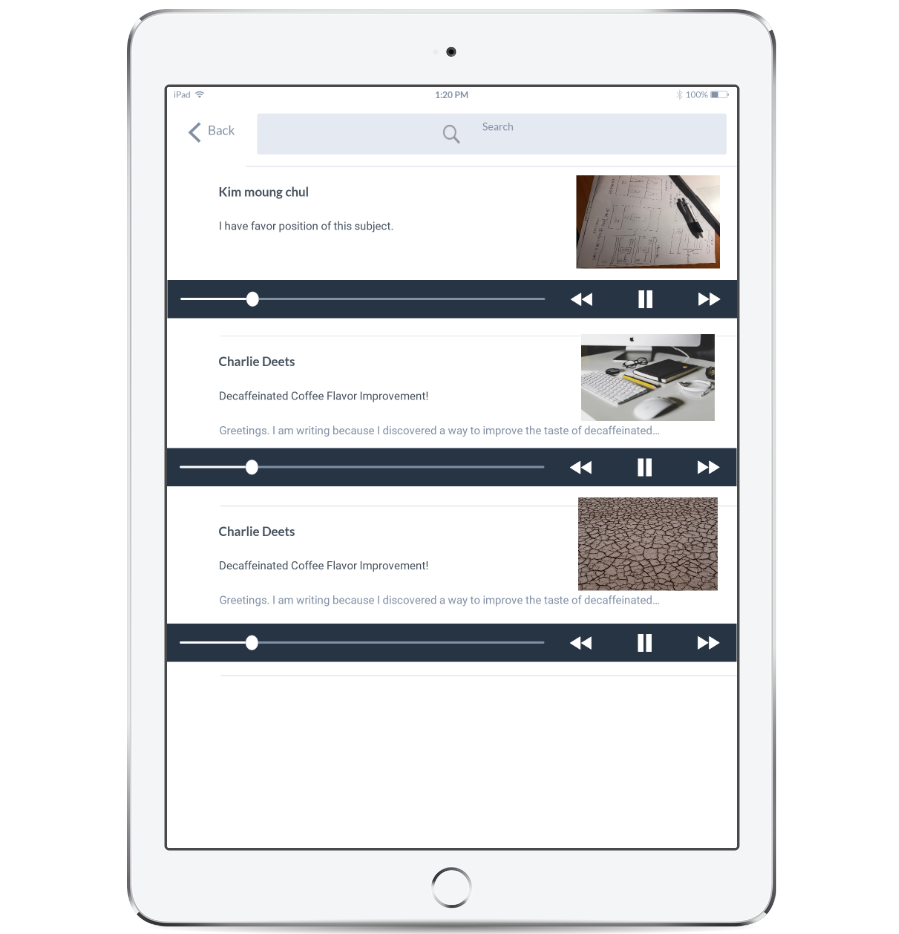 iPad
1:20 PM
100%
Back
Search
Kim moung chul
I have favor position of this subject.
Charlie Deets
Decaffeinated Coffee Flavor Improvement!
Greetings. I am writing because I discovered a way to improve the taste of decaffeinated...
Charlie Deets
Decaffeinated Coffee Flavor Improvement!
Greetings. I am writing because I discovered a way to improve the taste of decaffeinated...